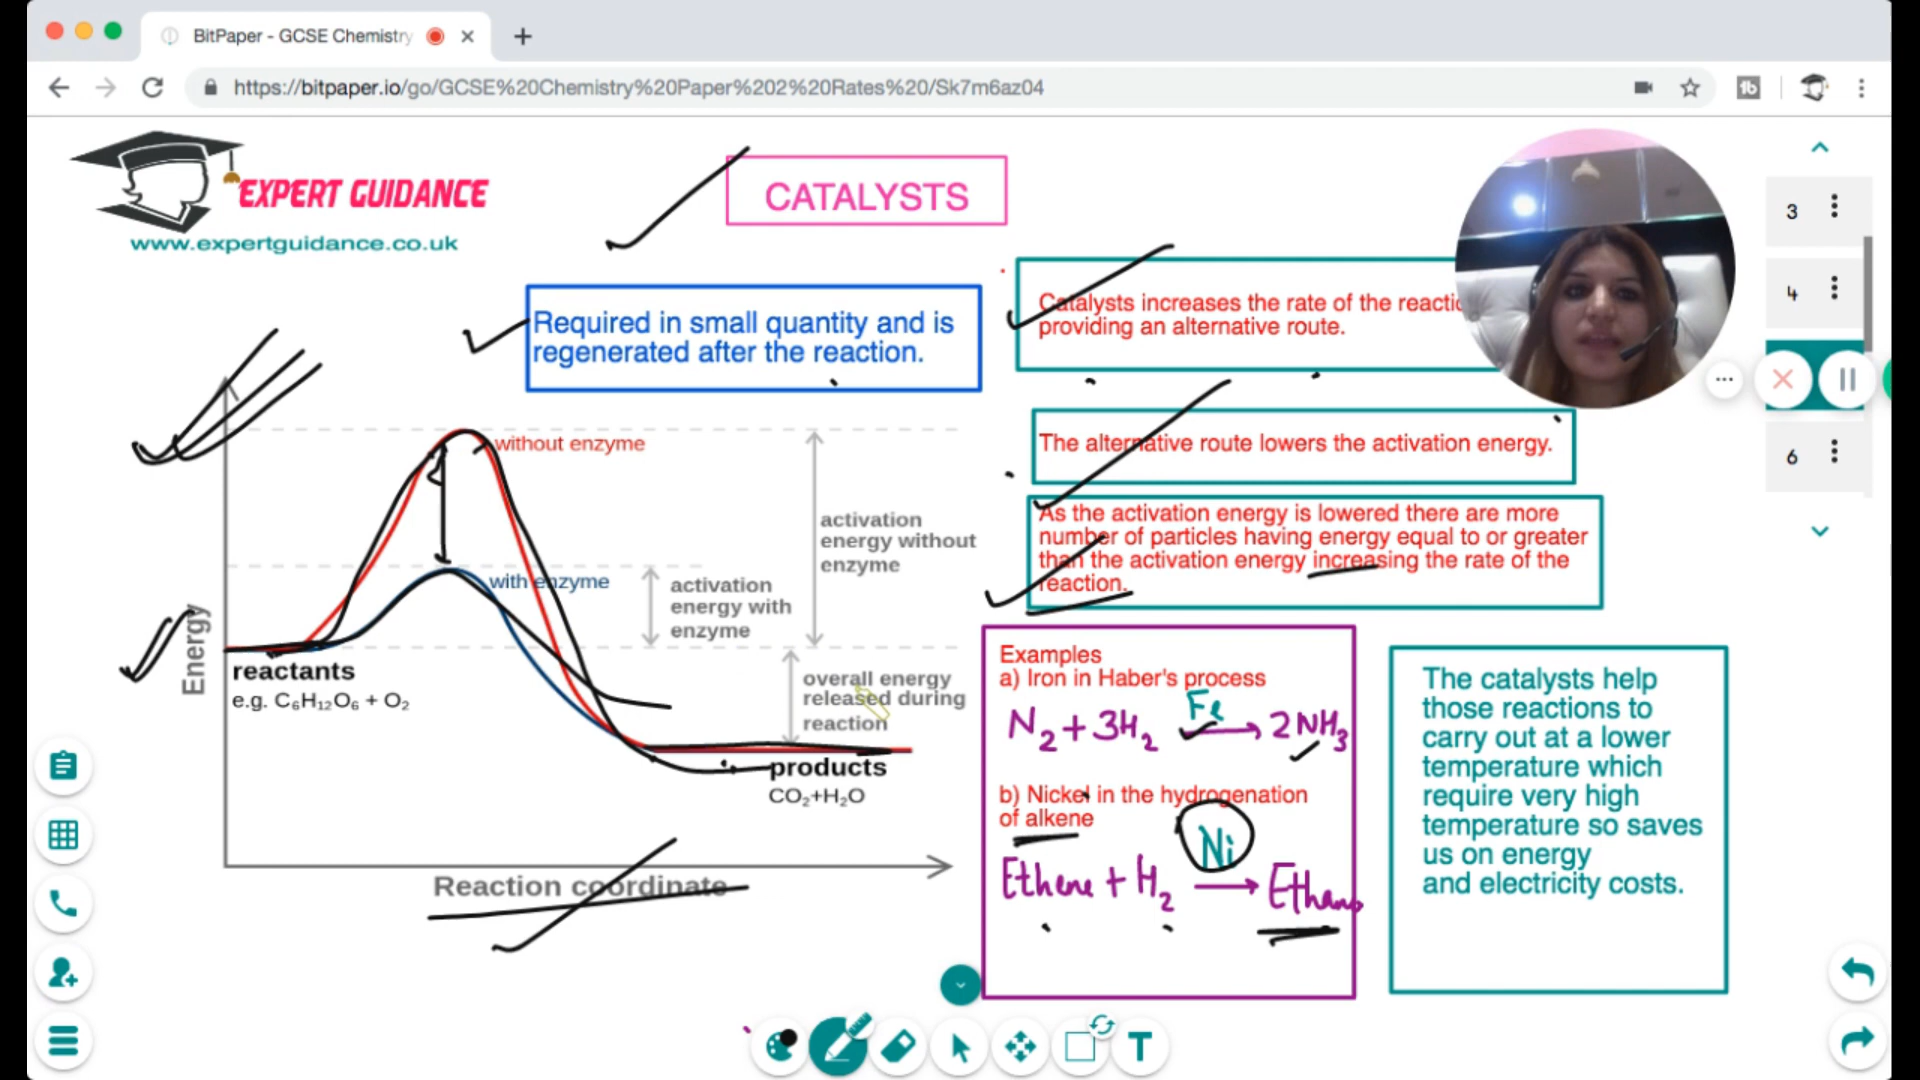 BitPaper - GCSE Chemistry
https://bitpaper.io/go/GCSE%20Chemistry%20Paper%202%20Rates%20/Sk7m6az04
EXPERT GUIDANCE
www.expertguidance.co.uk
CATALYSTS
Required in small quantity and is
regenerated after the reaction.
Catalysts increases the rate of the
providing an alternative route.
The alternative route lowers the activation energy.
As the activation energy is lowered there are more
number of particles having energy equal to or greater
than the activation energy increasing the rate of the
reaction.
without enzyme
with enzyme
activation
energy without
enzyme
activation
energy with
enzyme
overall energy
released during
reaction
Energy
reactants
e.g. C₆H₁₂O₆ + O₂
products
CO₂+H₂O
Reaction coordinate
Examples
a) Iron in Haber's process
Fe
N₂ + 3H₂ → 2NH₃
b) Nickel in the hydrogenation
of alkene
Ni
Ethene + H₂ → Ethane
The catalysts help
those reactions to
carry out at a lower
temperature which
require very high
temperature so saves
us on energy
and electricity costs.
3
4
6
T